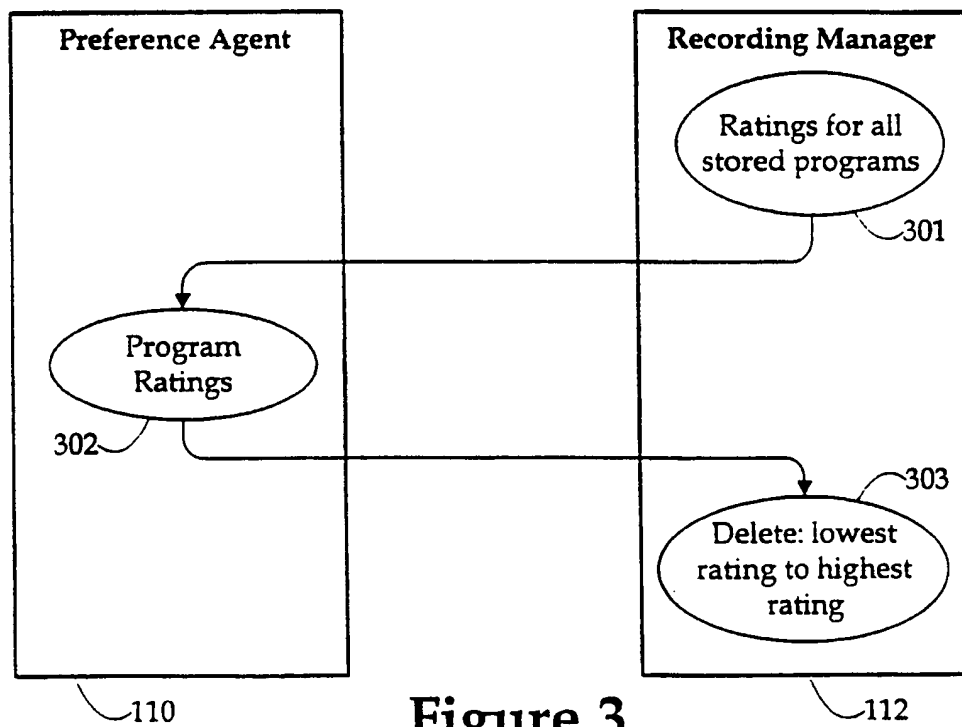 Preference Agent
Recording Manager
Ratings for all
stored programs
301
Program
Ratings
302
303
Delete: lowest
rating to highest
rating
110
112
Figure 3